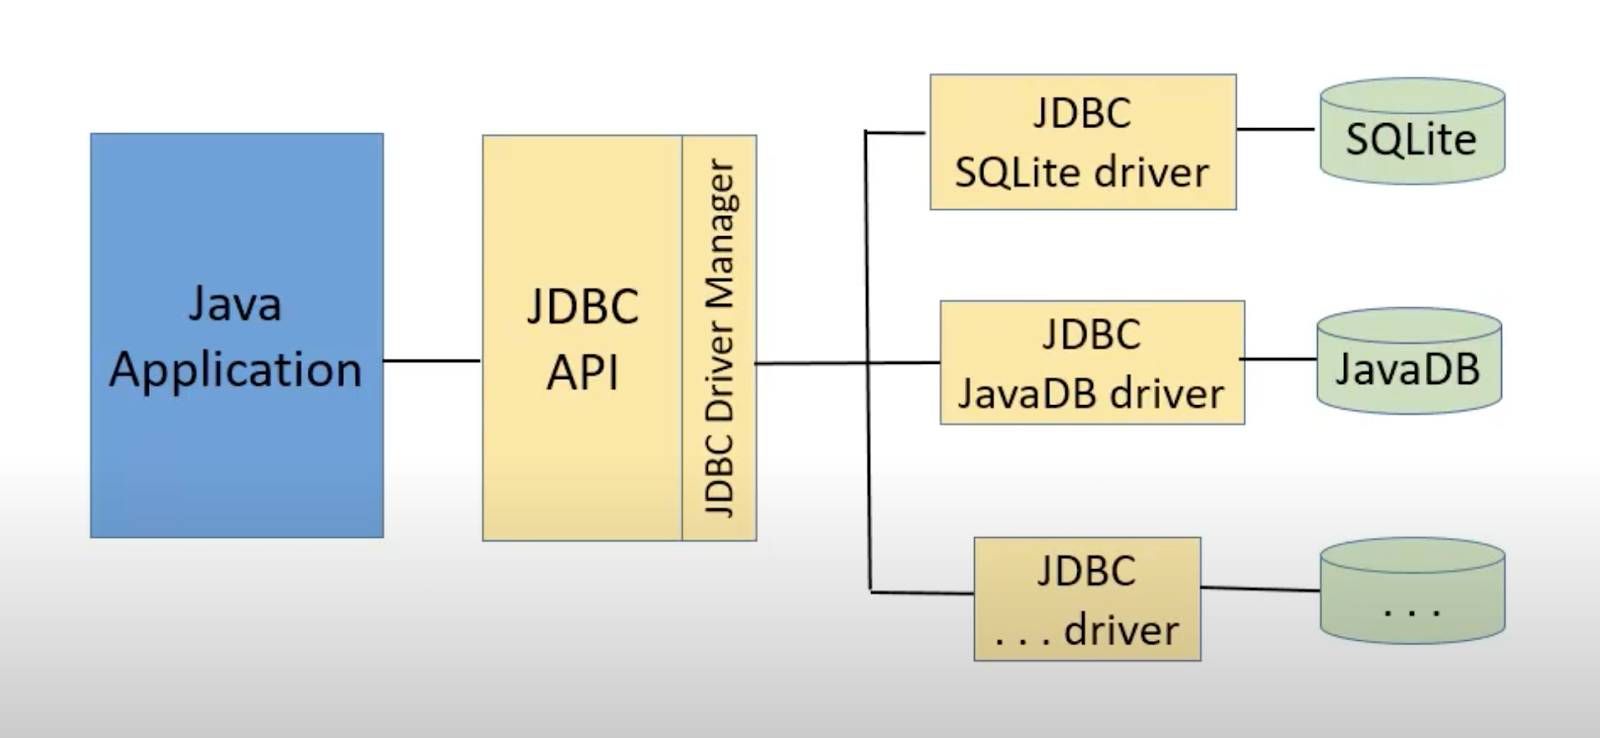 Java
Application
JDBC
API
JDBC Driver Manager
JDBC
SQLite driver
SQLite
JDBC
JavaDB driver
JavaDB
JDBC
. . . driver
. . .